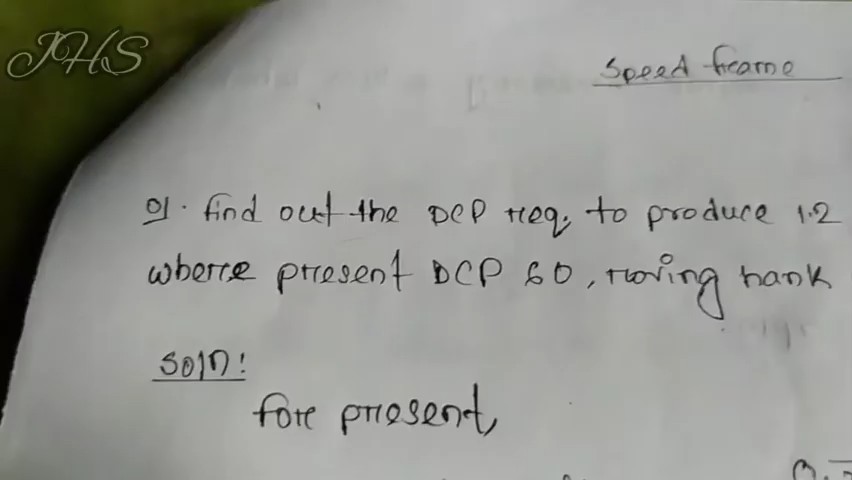 JHS
Speed frame
01. find out the DCP req. to produce 1.2
where present DCP 60, roving hank
Soln:
for present,